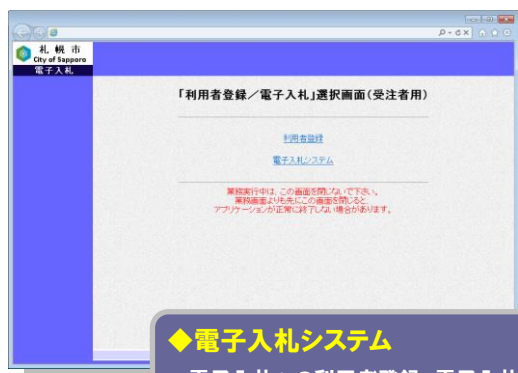 札幌市
City of Sapporo
電子入札
「利用者登録／電子入札」選択画面(受注者用)
利用者登録
電子入札システム
業務実行中は、この画面を閉じないで下さい。
業務画面よりも先にこの画面を閉じると、
アプリケーションが正常に終了しない場合があります。
◆電子入札システム